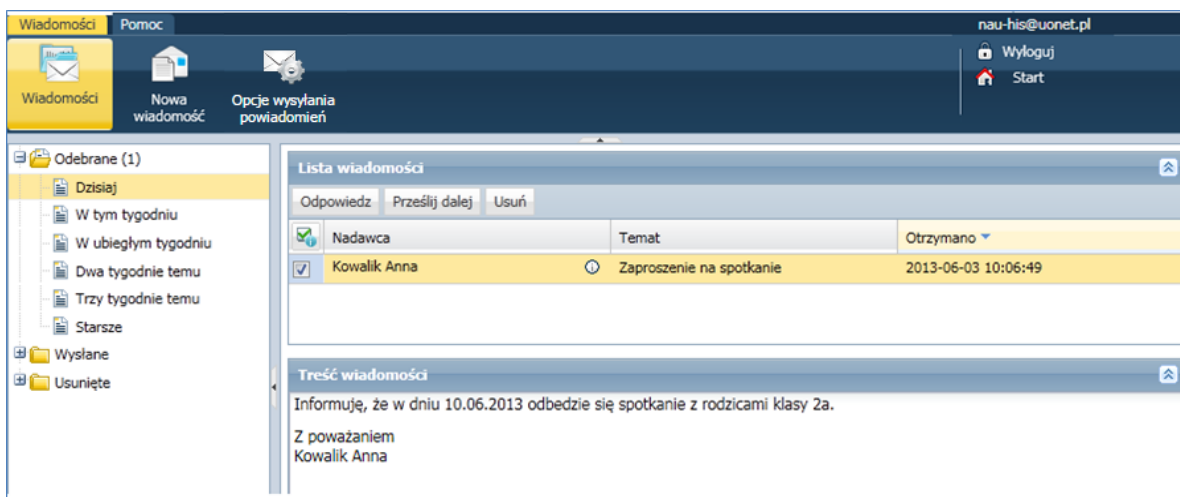 Wiadomości Pomoc nau-his@uonet.pl
Wyloguj
Start
Wiadomości
Nowa wiadomość
Opcje wysyłania powiadomień
Odebrane (1)
Dzisiaj
W tym tygodniu
W ubiegłym tygodniu
Dwa tygodnie temu
Trzy tygodnie temu
Starsze
Wysłane
Usunięte
Lista wiadomości
Odpowiedz Prześlij dalej Usuń
Nadawca Temat Otrzymano
Kowalik Anna Zaproszenie na spotkanie 2013-06-03 10:06:49
Treść wiadomości
Informuję, że w dniu 10.06.2013 odbedzie się spotkanie z rodzicami klasy 2a.
Z poważaniem
Kowalik Anna